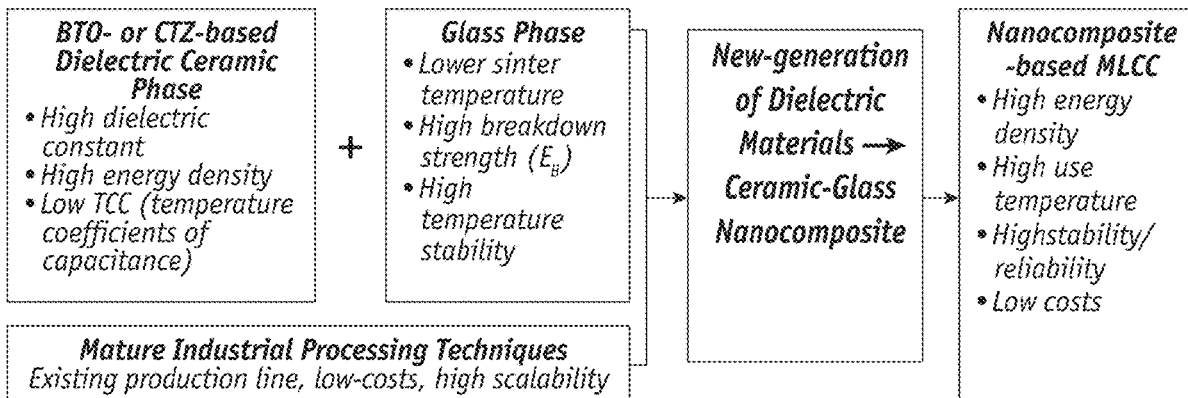 BTO- or CTZ-based
Dielectric Ceramic
Phase
• High dielectric
constant
• High energy density
• Low TCC (temperature
coefficients of
capacitance)
+
Glass Phase
• Lower sinter
temperature
• High breakdown
strength (E_B)
• High
temperature
stability
Mature Industrial Processing Techniques
Existing production line, low-costs, high scalability
New-generation
of Dielectric
Materials →
Ceramic-Glass
Nanocomposite
Nanocomposite
-based MLCC
• High energy
density
• High use
temperature
• Highstability/
reliability
• Low costs